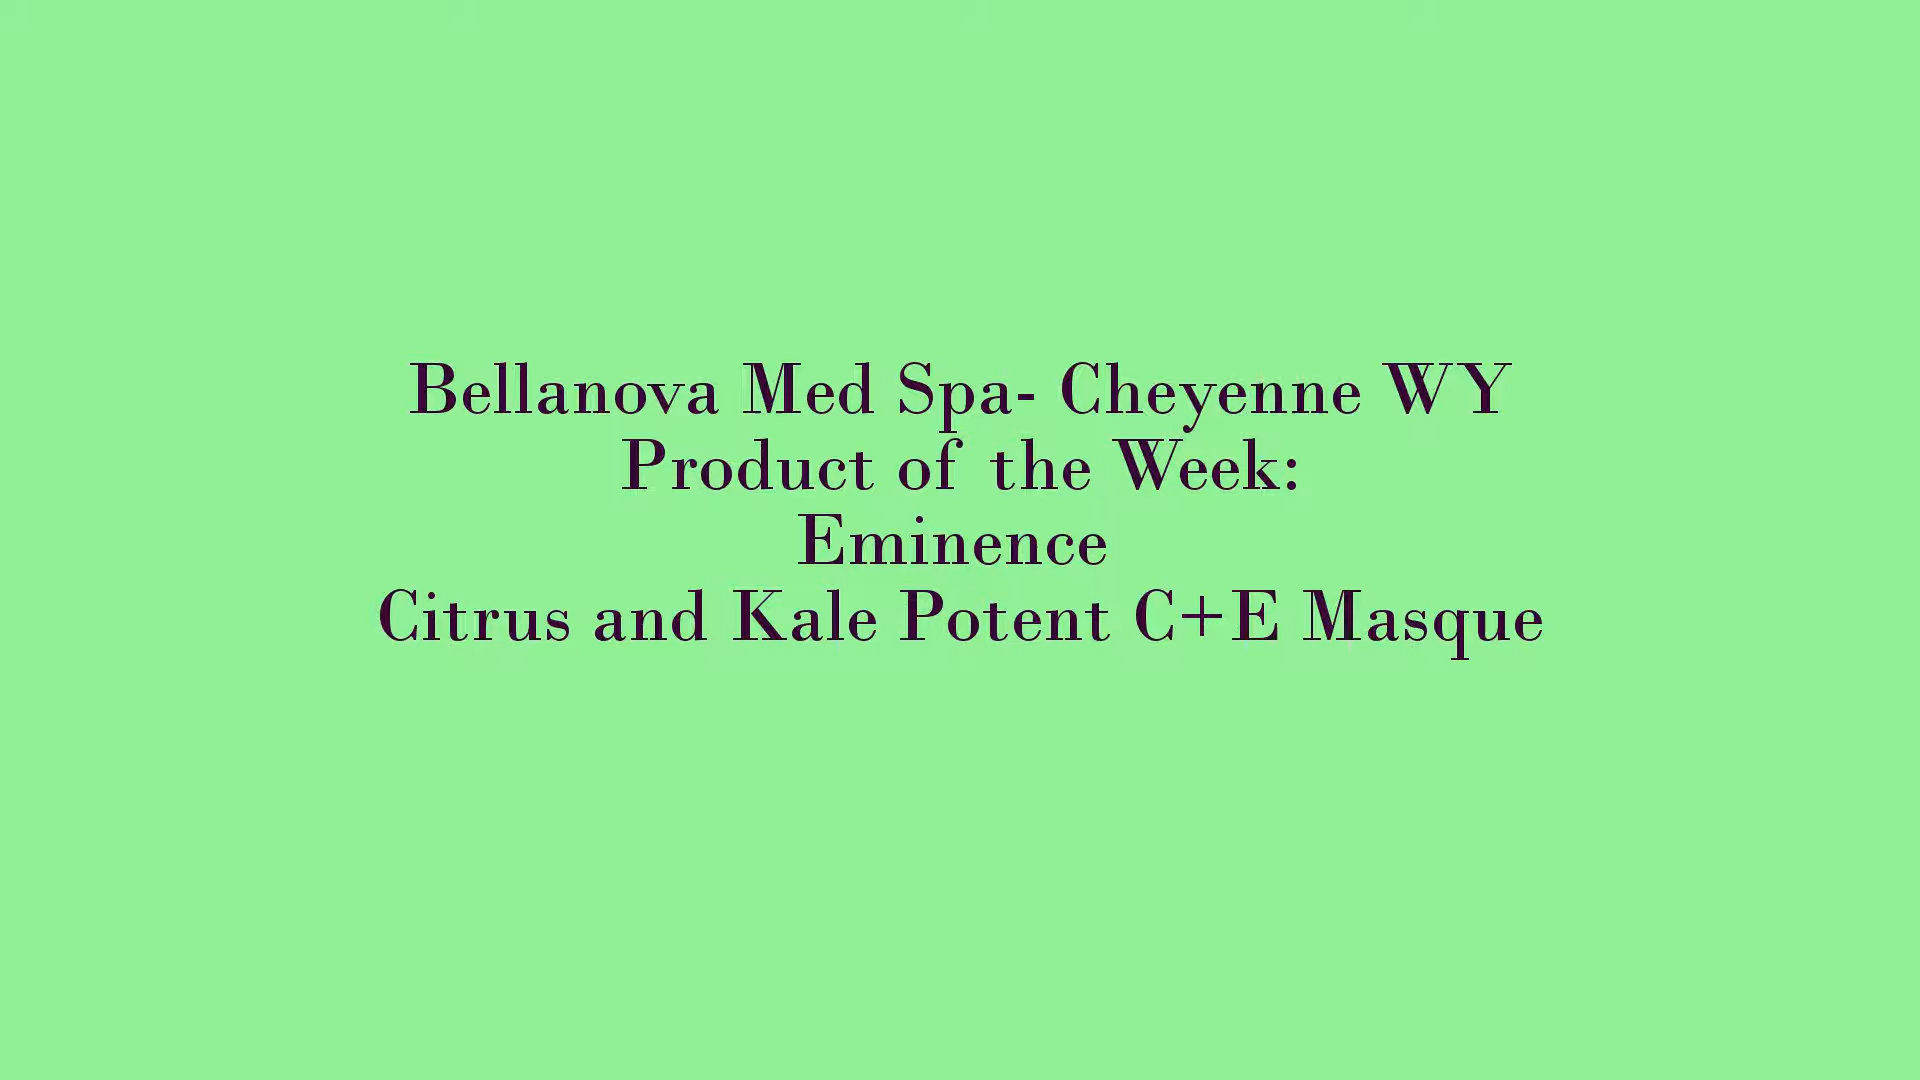 Bellanova Med Spa- Cheyenne WY
Product of the Week:
Eminence
Citrus and Kale Potent C+E Masque